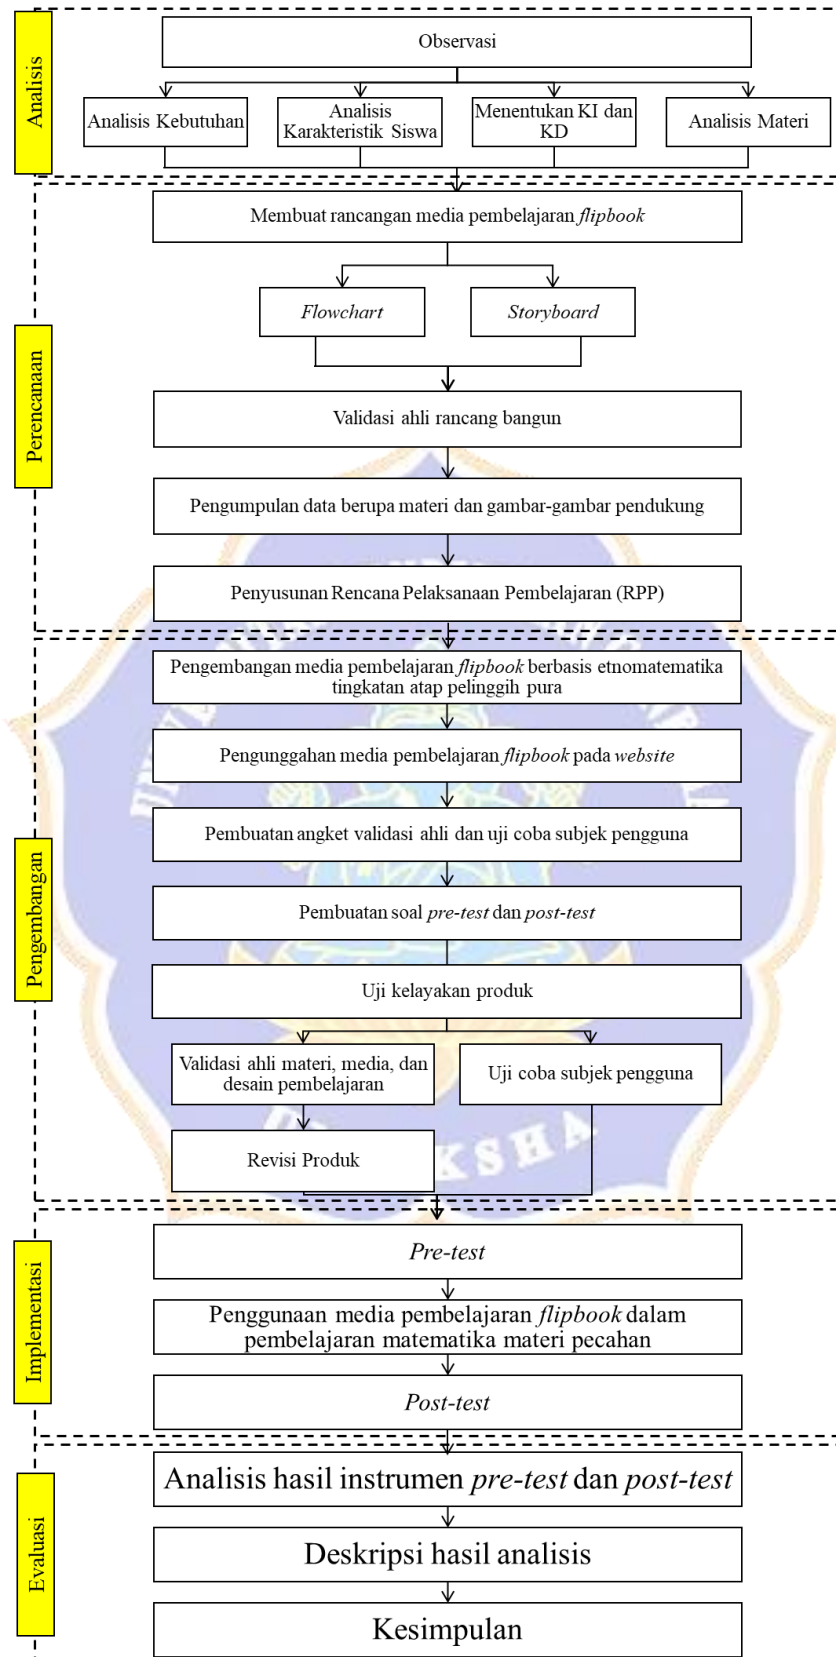 Analisis
Observasi
Analisis Kebutuhan
Analisis
Karakteristik Siswa
Menentukan KI dan
KD
Analisis Materi
Perencanaan
Membuat rancangan media pembelajaran flipbook
Flowchart
Storyboard
Validasi ahli rancang bangun
Pengumpulan data berupa materi dan gambar-gambar pendukung
Penyusunan Rencana Pelaksanaan Pembelajaran (RPP)
Pengembangan
Pengembangan media pembelajaran flipbook berbasis etnomatematika
tingkatan atap pelinggih pura
Pengunggahan media pembelajaran flipbook pada website
Pembuatan angket validasi ahli dan uji coba subjek pengguna
Pembuatan soal pre-test dan post-test
Uji kelayakan produk
Validasi ahli materi, media, dan
desain pembelajaran
Uji coba subjek pengguna
Revisi Produk
KSHA
Implementasi
Pre-test
Penggunaan media pembelajaran flipbook dalam
pembelajaran matematika materi pecahan
Post-test
Evaluasi
Analisis hasil instrumen pre-test dan post-test
Deskripsi hasil analisis
Kesimpulan